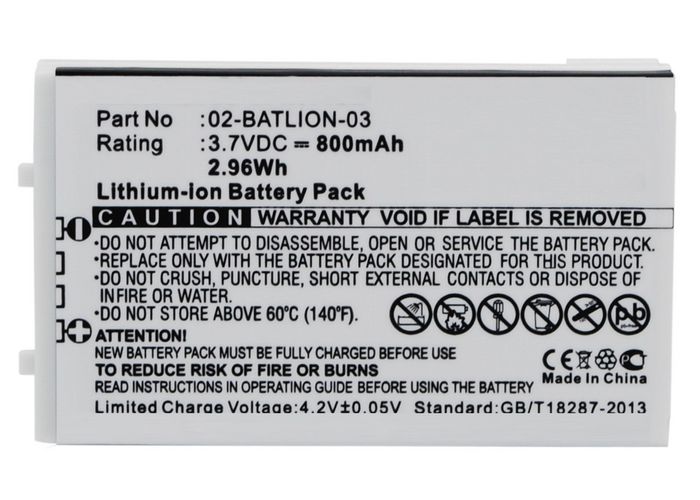 Part No :02-BATLION-03
Rating :3.7VDC ⎓ 800mAh
2.96Wh
Lithium-ion Battery Pack
CAUTION WARRANTY VOID IF LABEL IS REMOVED
•DO NOT ATTEMPT TO DISASSEMBLE, OPEN OR SERVICE THE BATTERY PACK.
•REPLACE ONLY WITH THE BATTERY PACK DESIGNATED FOR THIS PRODUCT.
•DO NOT CRUSH, PUNCTURE, SHORT EXTERNAL CONTACTS OR DISPOSE OF
IN FIRE OR WATER.
•DO NOT STORE ABOVE 60°C (140°F).
Pb
ATTENTION!
NEW BATTERY PACK MUST BE FULLY CHARGED BEFORE USE.
TO REDUCE RISK OF FIRE OR BURNS
READ INSTRUCTIONS IN OPERATING GUIDE BEFORE USE.
CE
Made In China
Limited Charge Voltage:4.2V±0.05V Standard:GB/T18287-2013